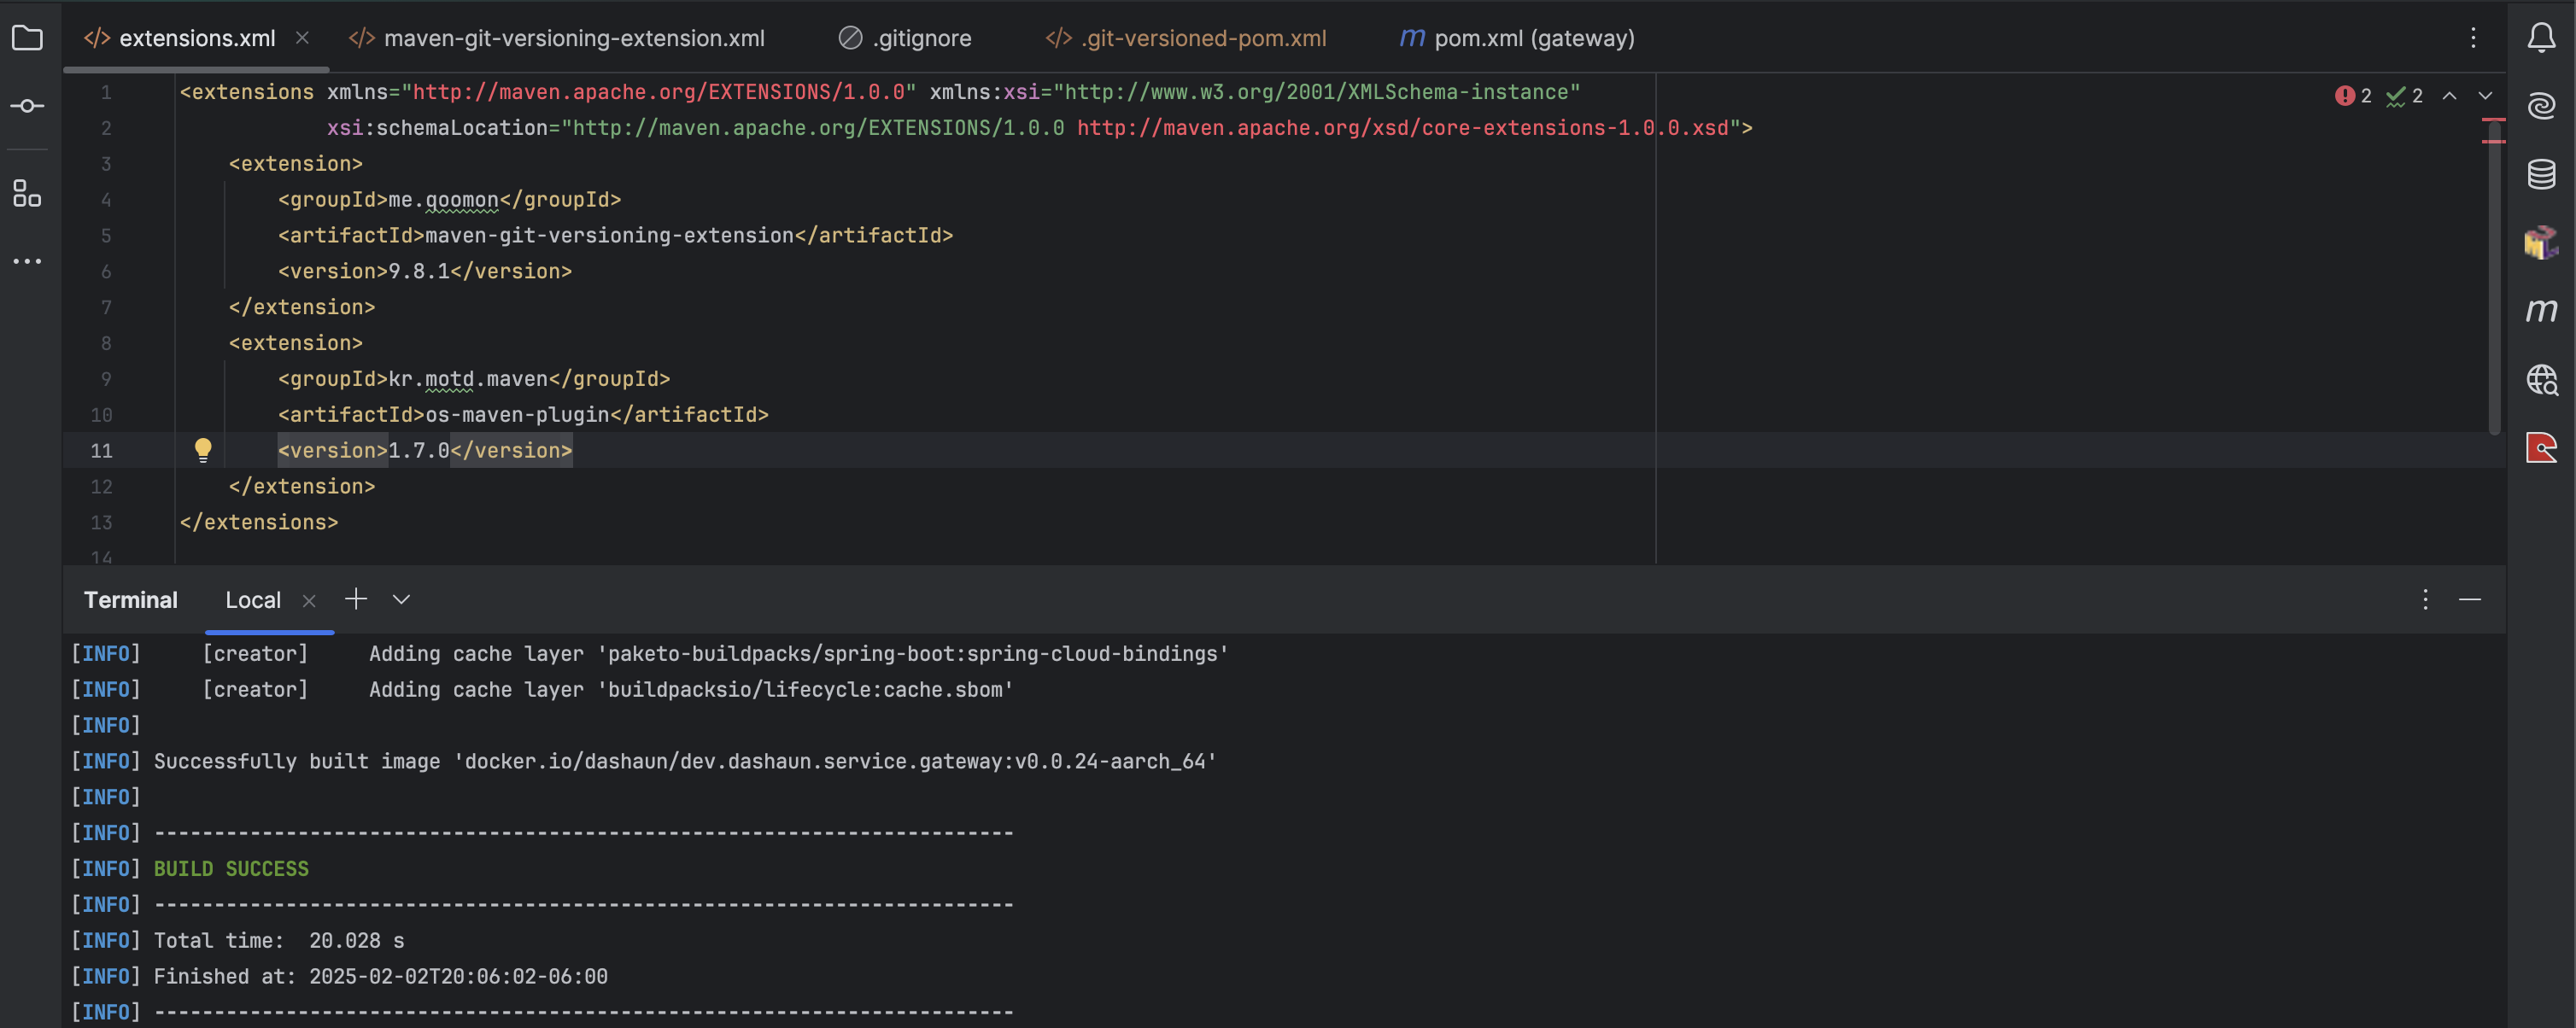 extensions.xml maven-git-versioning-extension.xml .gitignore .git-versioned-pom.xml m pom.xml (gateway)
1 <extensions xmlns="http://maven.apache.org/EXTENSIONS/1.0.0" xmlns:xsi="http://www.w3.org/2001/XMLSchema-instance"
2 xsi:schemaLocation="http://maven.apache.org/EXTENSIONS/1.0.0 http://maven.apache.org/xsd/core-extensions-1.0.0.xsd">
2 2
3 <extension>
4 <groupId>me.qoomon</groupId>
5 <artifactId>maven-git-versioning-extension</artifactId>
6 <version>9.8.1</version>
7 </extension>
8 <extension>
9 <groupId>kr.motd.maven</groupId>
10 <artifactId>os-maven-plugin</artifactId>
11 <version>1.7.0</version>
12 </extension>
13 </extensions>
14
m
Terminal Local
[INFO] [creator] Adding cache layer 'paketo-buildpacks/spring-boot:spring-cloud-bindings'
[INFO] [creator] Adding cache layer 'buildpacksio/lifecycle:cache.sbom'
[INFO]
[INFO] Successfully built image 'docker.io/dashaun/dev.dashaun.service.gateway:v0.0.24-aarch_64'
[INFO]
[INFO] ------------------------------------------------------------------------
[INFO] BUILD SUCCESS
[INFO] ------------------------------------------------------------------------
[INFO] Total time:  20.028 s
[INFO] Finished at: 2025-02-02T20:06:02-06:00
[INFO] ------------------------------------------------------------------------